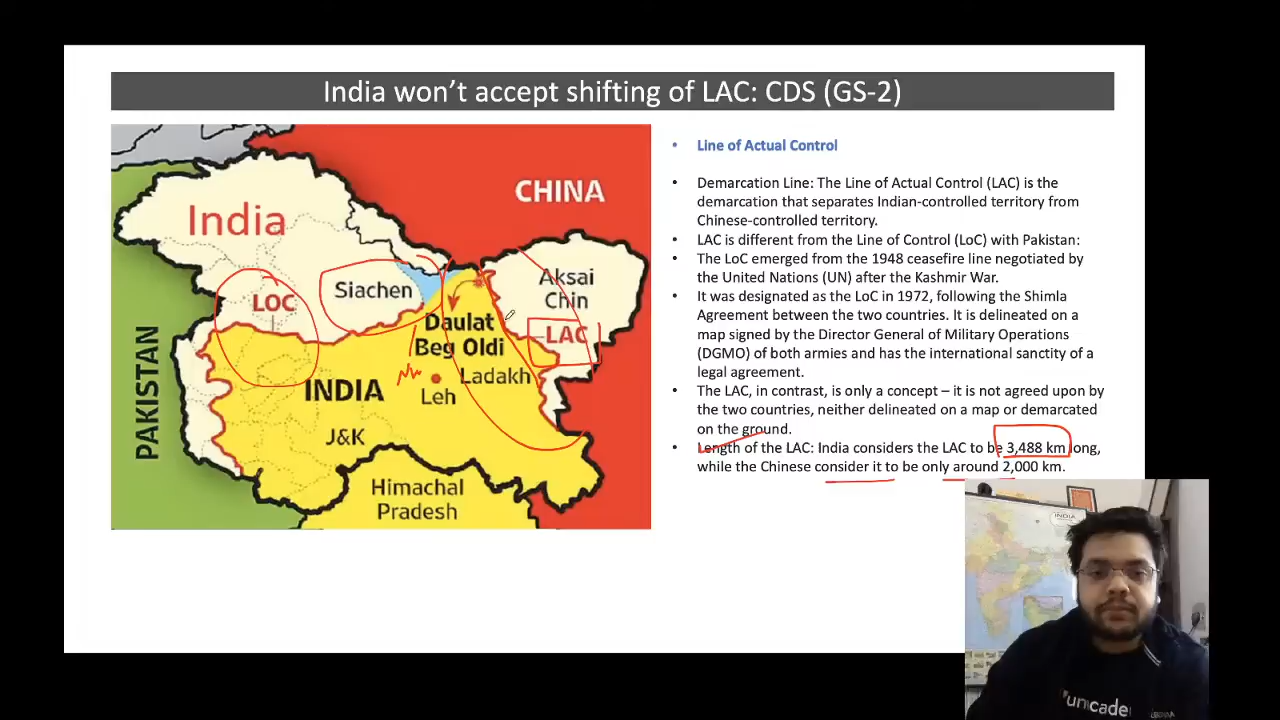 India won't accept shifting of LAC: CDS (GS-2)
CHINA
India
Aksai
Chin
Siachen
LOC
Daulat
Beg Oldi
LAC
PAKISTAN
INDIA
Ladakh
Leh
J&K
Himachal
Pradesh
• Line of Actual Control
• Demarcation Line: The Line of Actual Control (LAC) is the
demarcation that separates Indian-controlled territory from
Chinese-controlled territory.
• LAC is different from the Line of Control (LoC) with Pakistan:
• The LoC emerged from the 1948 ceasefire line negotiated by
the United Nations (UN) after the Kashmir War.
• It was designated as the LoC in 1972, following the Shimla
Agreement between the two countries. It is delineated on a
map signed by the Director General of Military Operations
(DGMO) of both armies and has the international sanctity of a
legal agreement.
• The LAC, in contrast, is only a concept – it is not agreed upon by
the two countries, neither delineated on a map or demarcated
on the ground.
• Length of the LAC: India considers the LAC to be 3,488 km long,
while the Chinese consider it to be only around 2,000 km.
INDIA
unacade